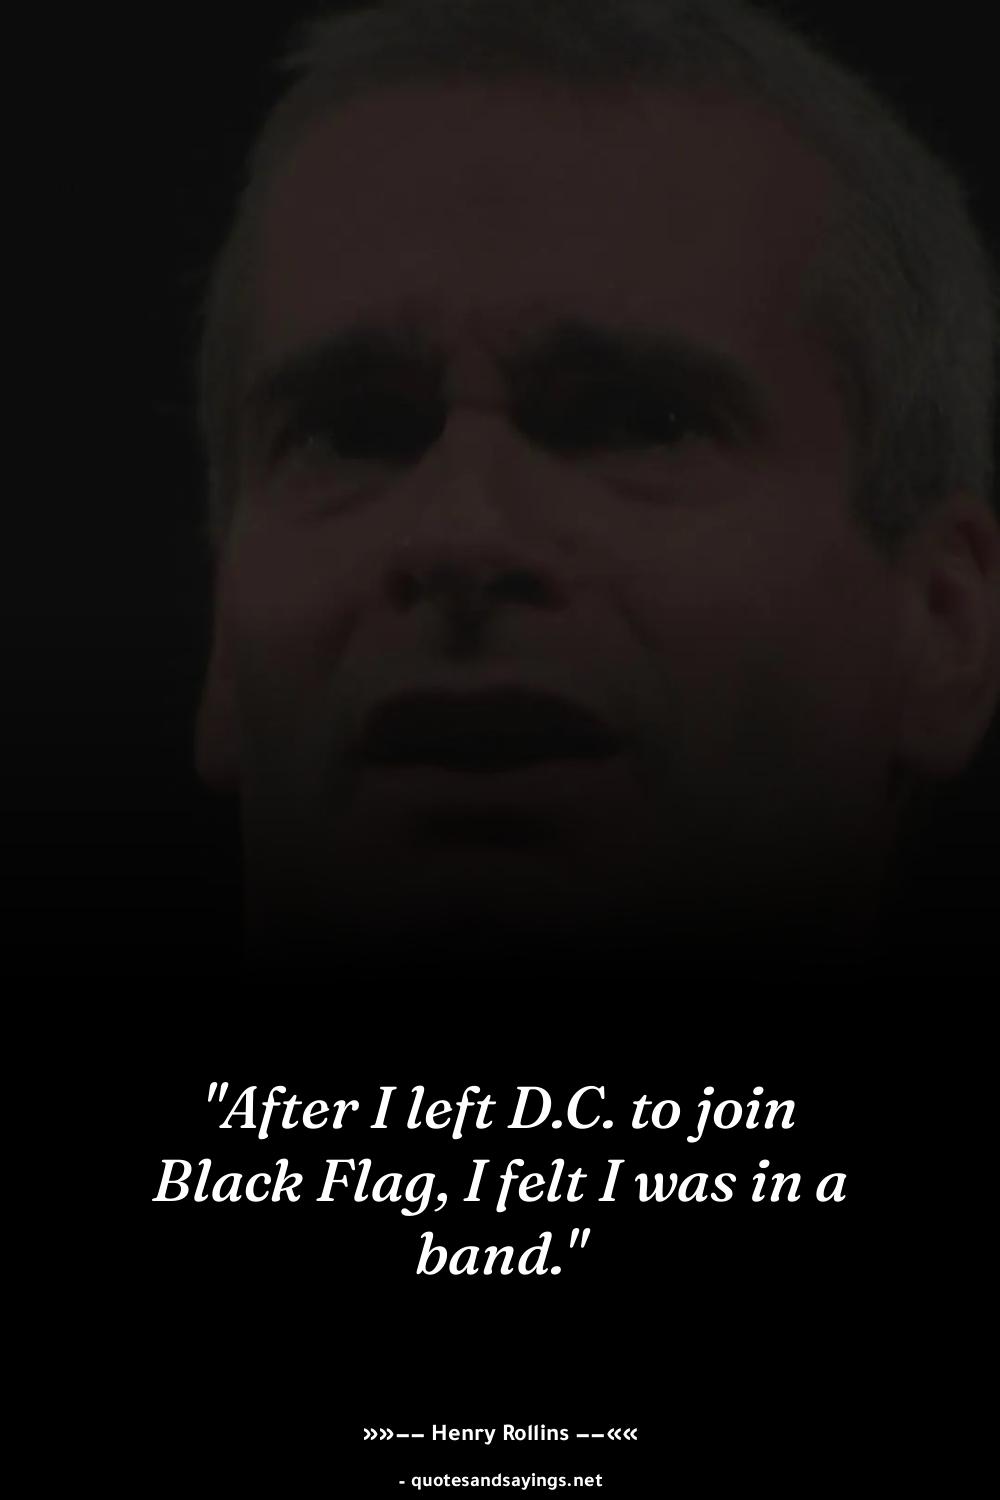 "After I left D.C. to join
Black Flag, I felt I was in a
band."
»»−− Henry Rollins −−««
- quotesandsayings.net